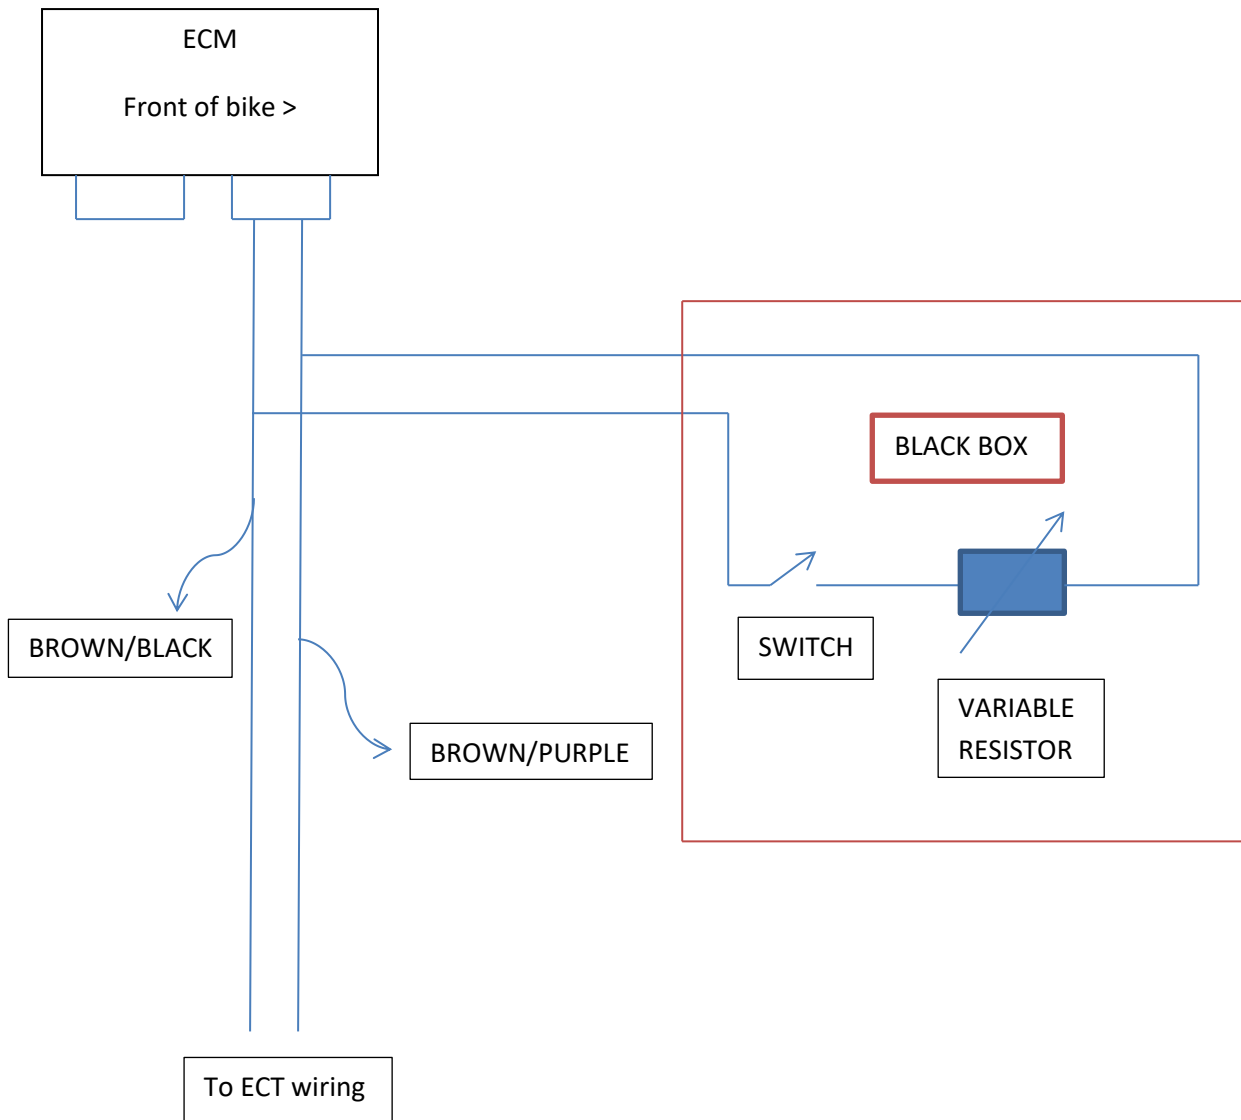 ECM
Front of bike >
BLACK BOX
BROWN/BLACK
SWITCH
VARIABLE
RESISTOR
BROWN/PURPLE
To ECT wiring